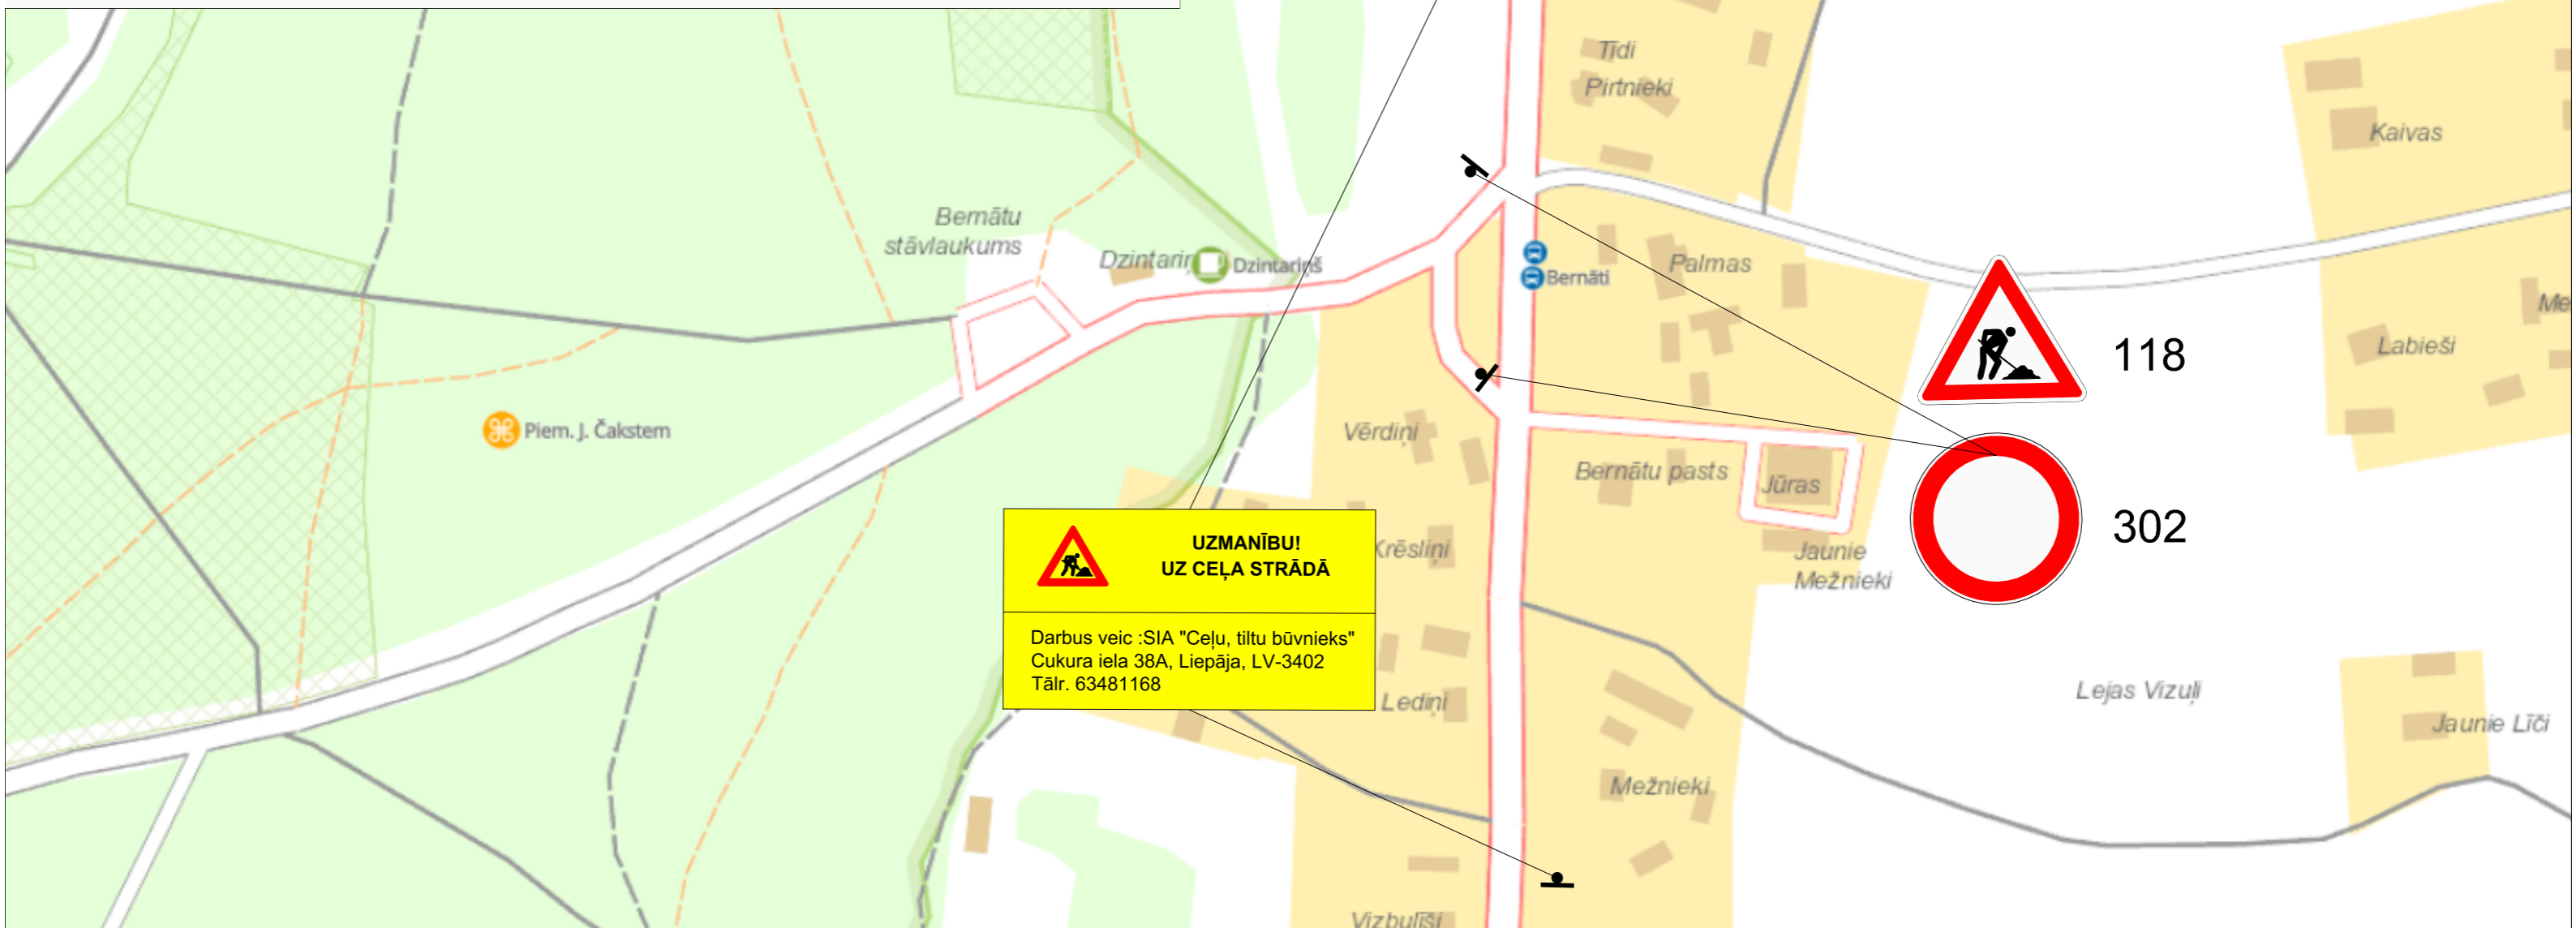 Tīdi
Pirtnieki
Kaivas
Bernātu
stāvlaukums
Dzintariņš
Palmas
Bernāti
118
Labieši
Piem. J. Čakstem
Vērdiņi
Bernātu pasts
Jūras
302
UZMANĪBU!
UZ CEĻA STRĀDĀ
Krēsliņi
Jaunie
Mežnieki
Darbus veic :SIA "Ceļu, tiltu būvnieks"
Cukura iela 38A, Liepāja, LV-3402
Tālr. 63481168
Lediņi
Lejas Vizuļi
Jaunie Līči
Mežnieki
Vizbulīši